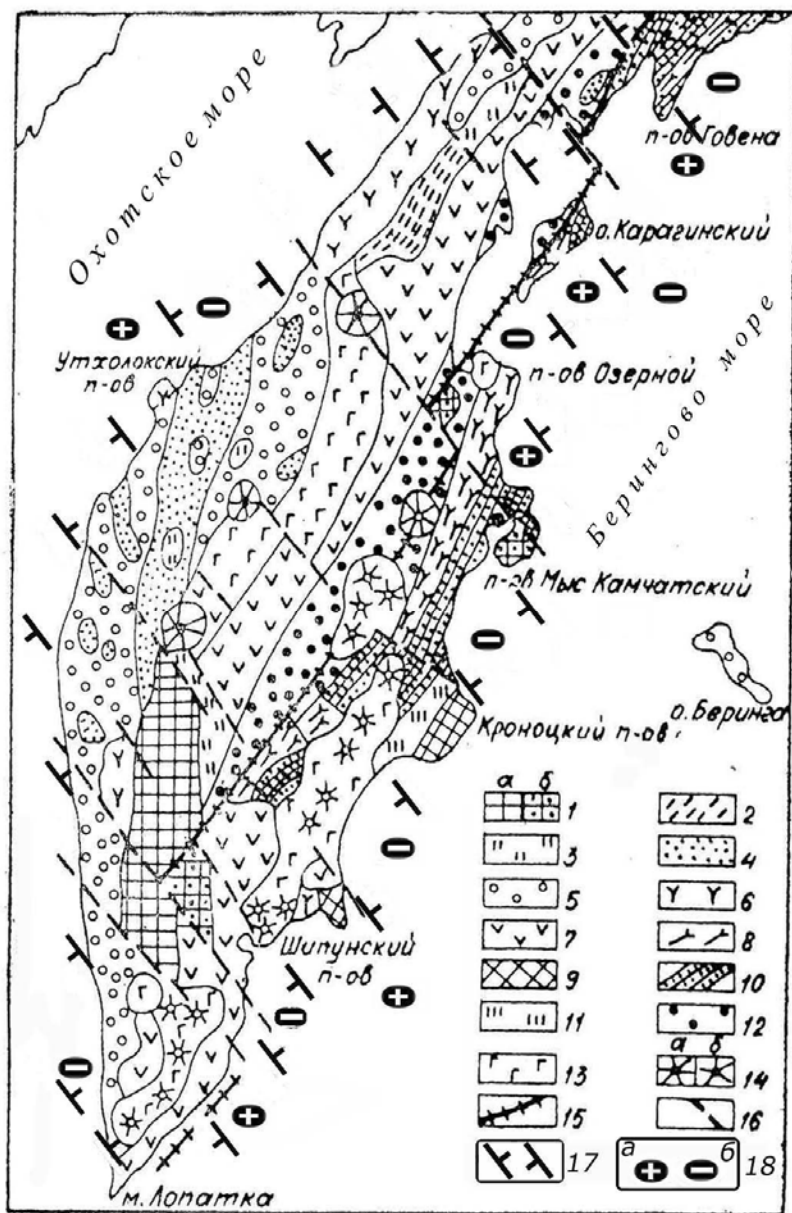 Охотское море
п-ов Говена
о. Карагинский
Утхолокский
п-ов
п-ов Озерной
Берингово море
п-ов Мыс Камчатский
Кроноцкий п-ов
о. Беринга
Шипунский
п-ов
м. Лопатка
а б
1
2
3
4
5
6
7
8
9
10
11
12
13
а б
14
15
16
17
а б
18